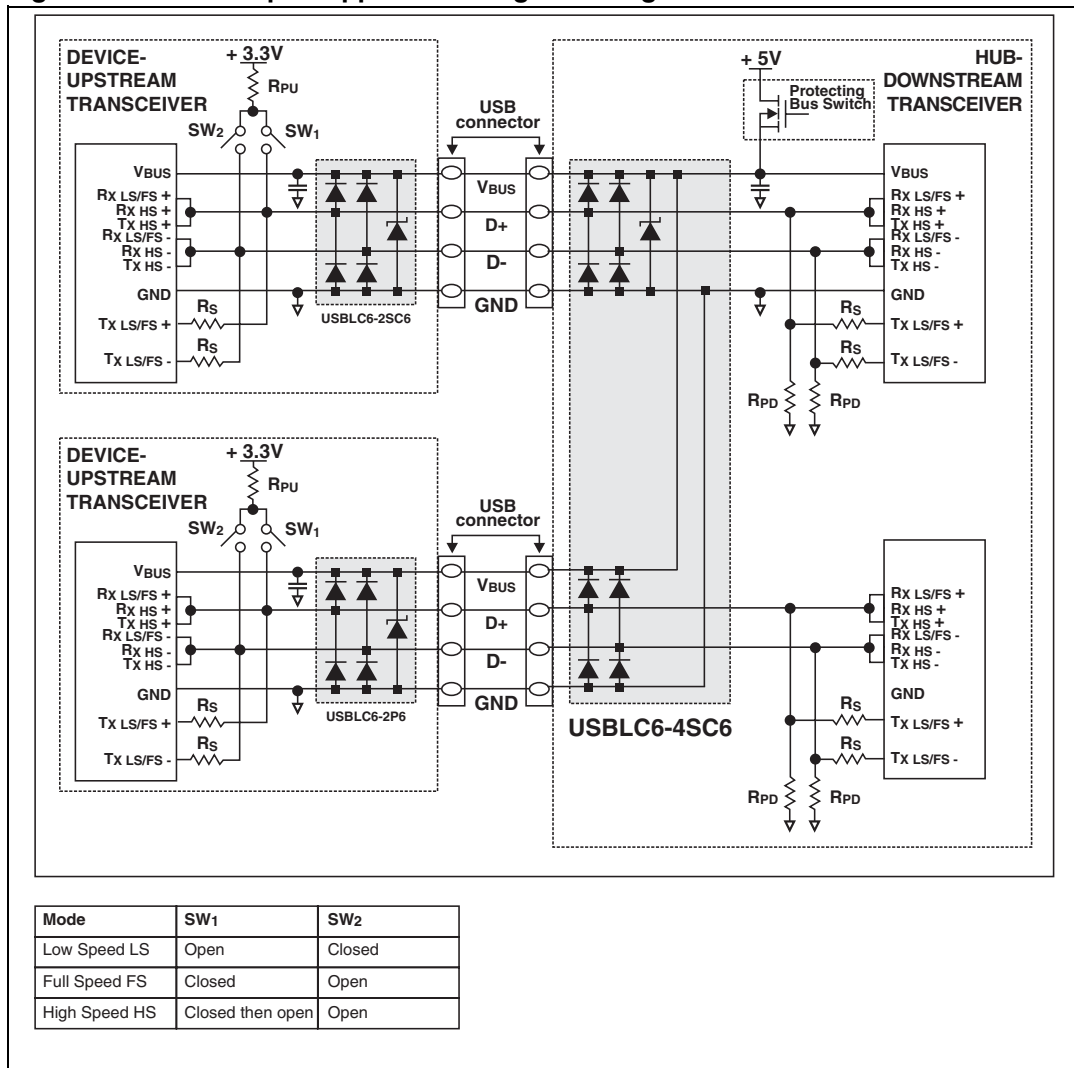 DEVICE-
UPSTREAM
TRANSCEIVER
+ 3.3V
RPU
SW2
SW1
VBUS
RX LS/FS +
RX HS +
TX HS +
RX LS/FS -
RX HS -
TX HS -
GND
TX LS/FS +
TX LS/FS -
RS
RS
USBLC6-2SC6
USB
connector
VBUS
D+
D-
GND
+ 5V
Protecting
Bus Switch
HUB-
DOWNSTREAM
TRANSCEIVER
VBUS
RX LS/FS +
RX HS +
TX HS +
RX LS/FS -
RX HS -
TX HS -
GND
TX LS/FS +
TX LS/FS -
RS
RS
RPD
RPD
DEVICE-
UPSTREAM
TRANSCEIVER
+ 3.3V
RPU
SW2
SW1
VBUS
RX LS/FS +
RX HS +
TX HS +
RX LS/FS -
RX HS -
TX HS -
GND
TX LS/FS +
TX LS/FS -
RS
RS
USBLC6-2P6
USB
connector
VBUS
D+
D-
GND
USBLC6-4SC6
RX LS/FS +
RX HS +
TX HS +
RX LS/FS -
RX HS -
TX HS -
GND
TX LS/FS +
TX LS/FS -
RS
RS
RPD
RPD
Mode SW1 SW2
Low Speed LS Open Closed
Full Speed FS Closed Open
High Speed HS Closed then open Open